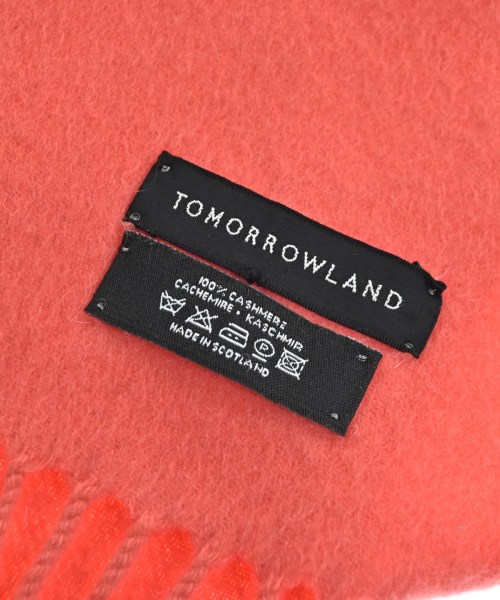 TOMORROWLAND
100% CASHMERE
CACHEMIRE • KASCHMIR
P
MADE IN SCOTLAND